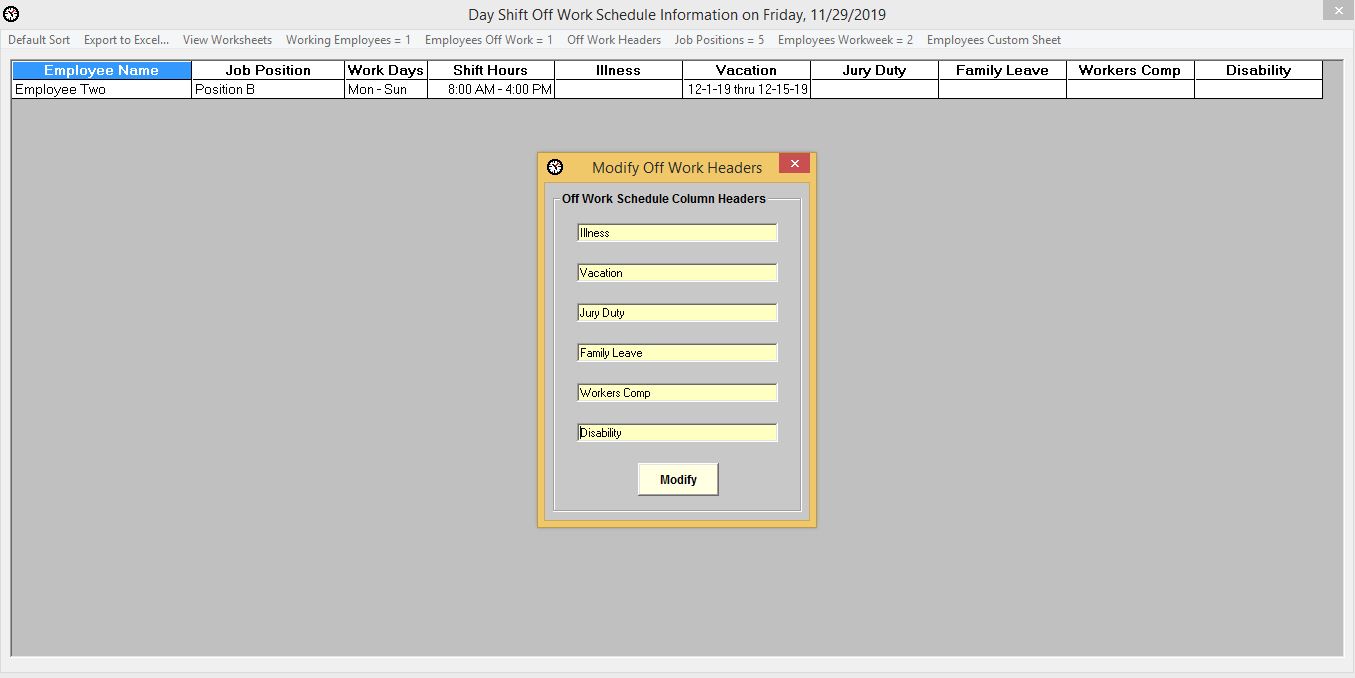 Day Shift Off Work Schedule Information on Friday, 11/29/2019
Default Sort Export to Excel... View Worksheets Working Employees = 1 Employees Off Work = 1 Off Work Headers Job Positions = 5 Employees Workweek = 2 Employees Custom Sheet
Employee Name Job Position Work Days Shift Hours Illness Vacation Jury Duty Family Leave Workers Comp Disability
Employee Two Position B Mon - Sun 8:00 AM - 4:00 PM 12-1-19 thru 12-15-19
Modify Off Work Headers
Off Work Schedule Column Headers
Illness
Vacation
Jury Duty
Family Leave
Workers Comp
Disability
Modify